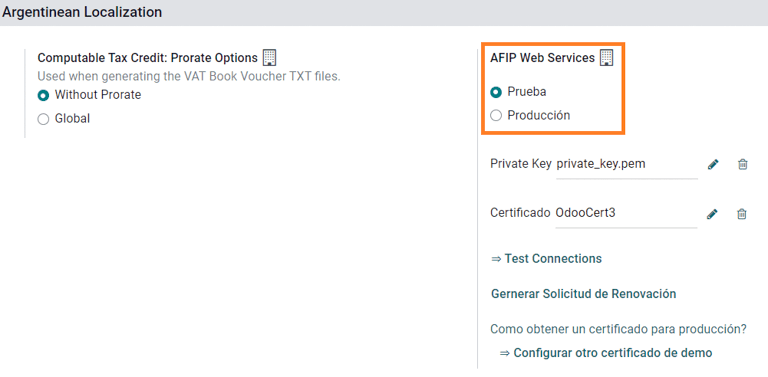 Argentinean Localization
Computable Tax Credit: Prorate Options
Used when generating the VAT Book Voucher TXT files.
Without Prorate
Global
AFIP Web Services
Prueba
Producción
Private Key private_key.pem
Certificado OdooCert3
⇒ Test Connections
Gernerar Solicitud de Renovación
Como obtener un certificado para producción?
⇒ Configurar otro certificado de demo